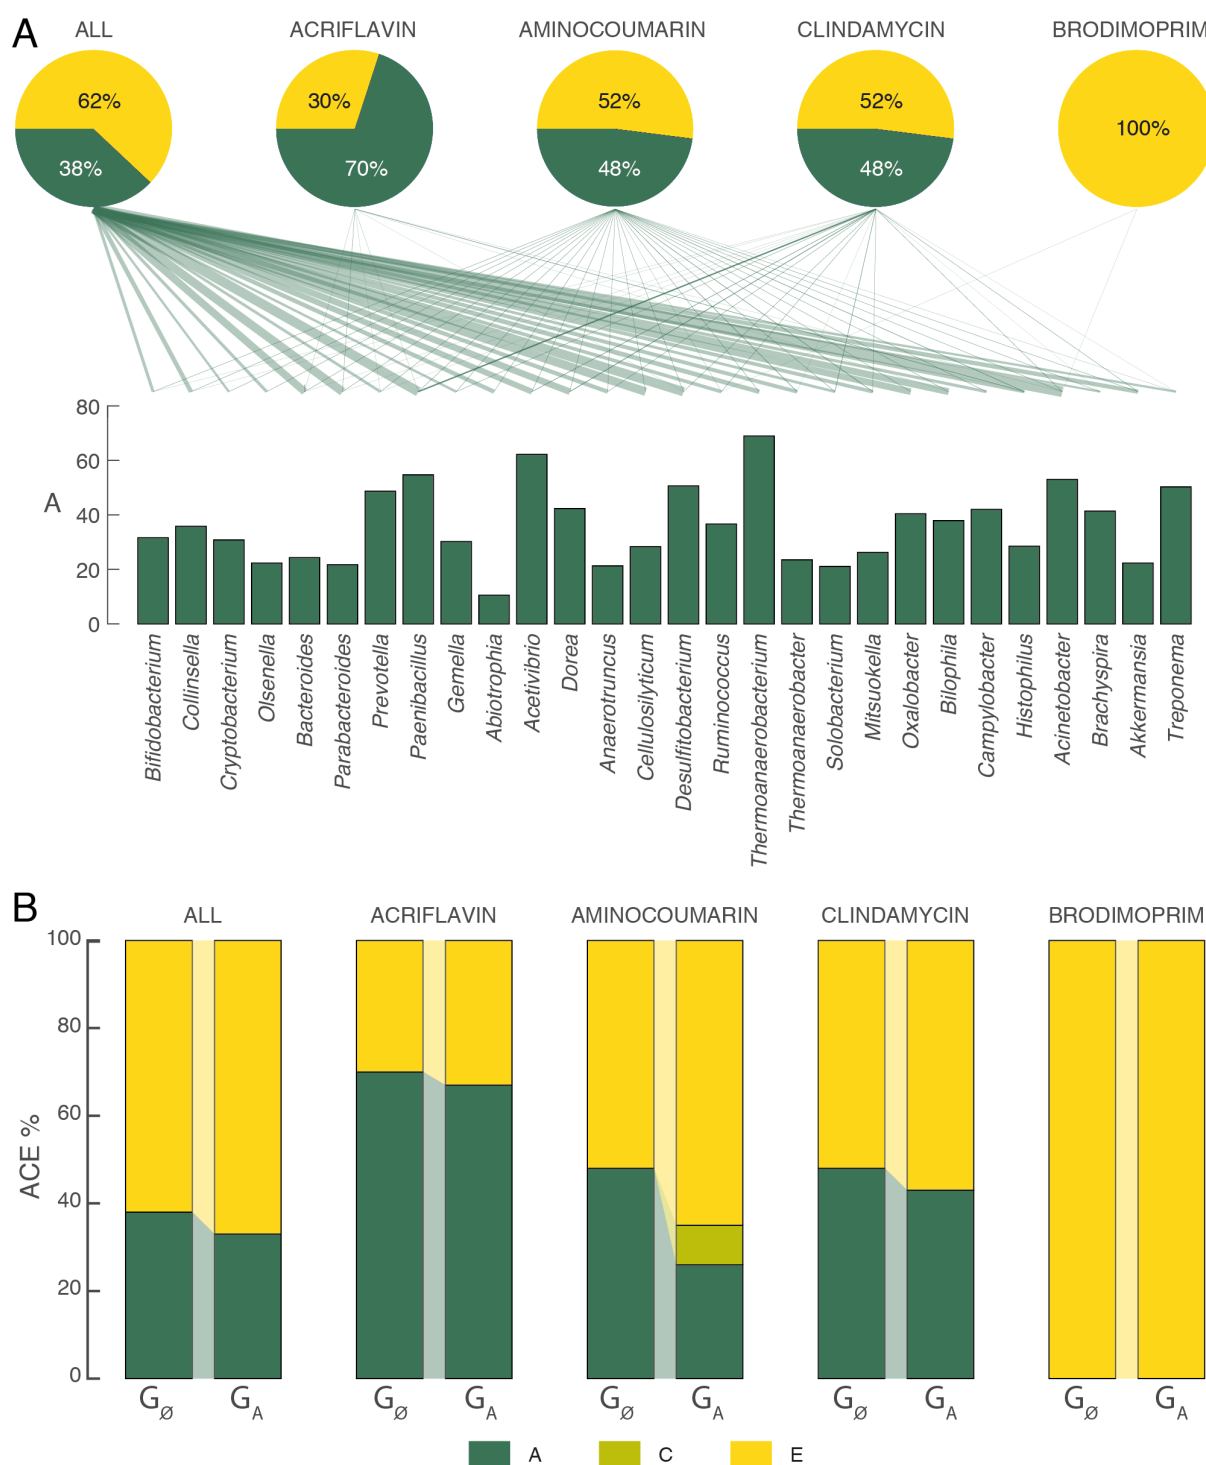 A
ALL ACRIFLAVIN AMINOCOUMARIN CLINDAMYCIN BRODIMOPRIM
62% 30% 52% 52% 100%
38% 70% 48% 48%
80
60
A
40
20
0
Bifidobacterium
Collinsella
Cryptobacterium
Olsenella
Bacteroides
Parabacteroides
Prevotella
Paenibacillus
Gemella
Abiotrophia
Acetivibrio
Dorea
Anaerotruncus
Cellulosilyticum
Desulfitobacterium
Ruminococcus
Thermoanaerobacterium
Thermoanaerobacter
Solobacterium
Mitsuokella
Oxalobacter
Bilophila
Campylobacter
Histophilus
Acinetobacter
Brachyspira
Akkermansia
Treponema
B
ALL ACRIFLAVIN AMINOCOUMARIN CLINDAMYCIN BRODIMOPRIM
100
80
60
ACE %
40
20
0
GØ GA GØ GA GØ GA GØ GA GØ GA
A C E